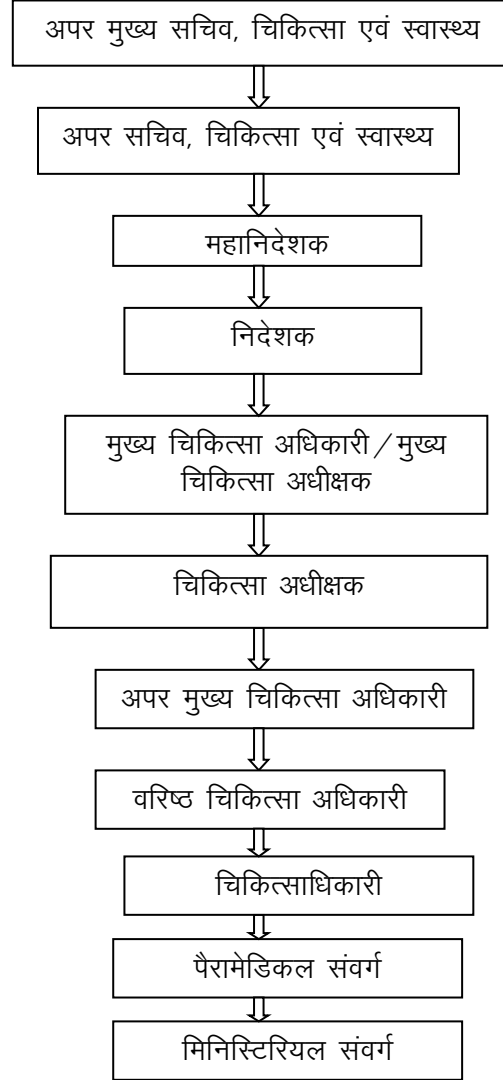 अपर मुख्य सचिव, चिकित्सा एवं स्वास्थ्य
अपर सचिव, चिकित्सा एवं स्वास्थ्य
महानिदेशक
निदेशक
मुख्य चिकित्सा अधिकारी/मुख्य
चिकित्सा अधीक्षक
चिकित्सा अधीक्षक
अपर मुख्य चिकित्सा अधिकारी
वरिष्ठ चिकित्सा अधिकारी
चिकित्साधिकारी
पैरामेडिकल संवर्ग
मिनिस्टिरियल संवर्ग